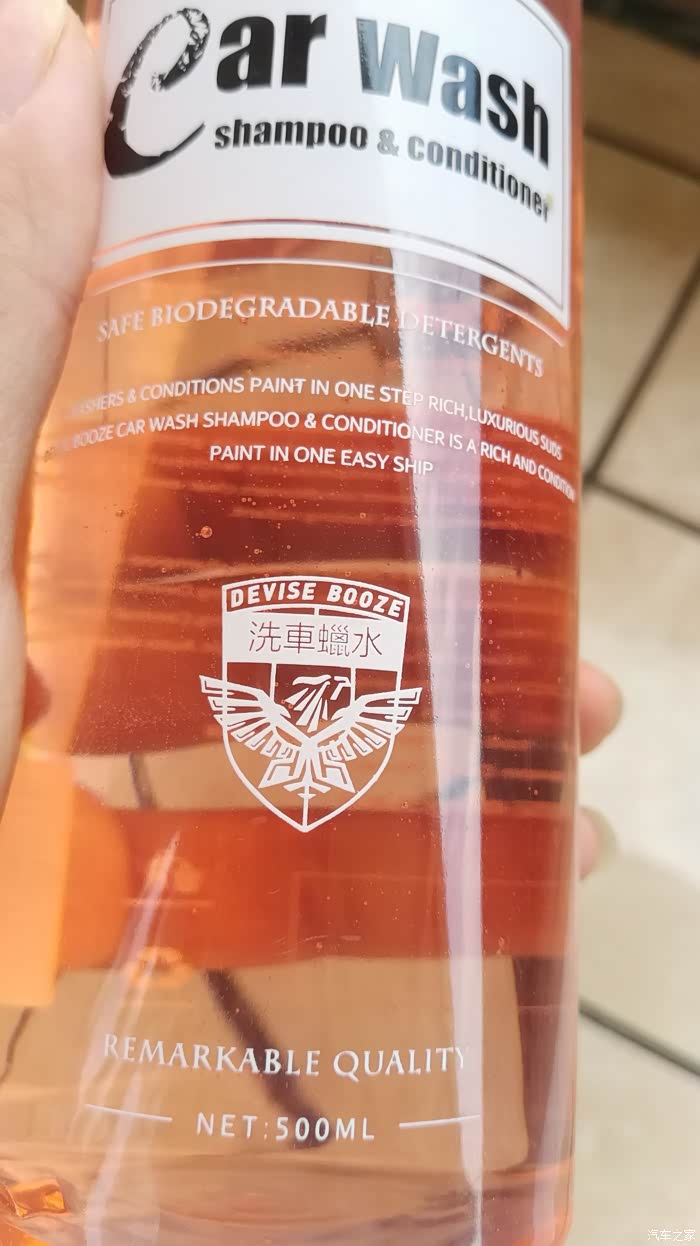 Car Wash
shampoo & conditioner
SAFE BIODEGRADABLE DETERGENTS
& CONDITIONS PAINT IN ONE STEP RICH,LUXURIOUS SUDS
BOOZE CAR WASH SHAMPOO & CONDITIONER IS A RICH AND CONDITION
PAINT IN ONE EASY SHIP
DEVISE BOOZE
洗車蠟水
REMARKABLE QUALITY
NET:500ML
汽车之家